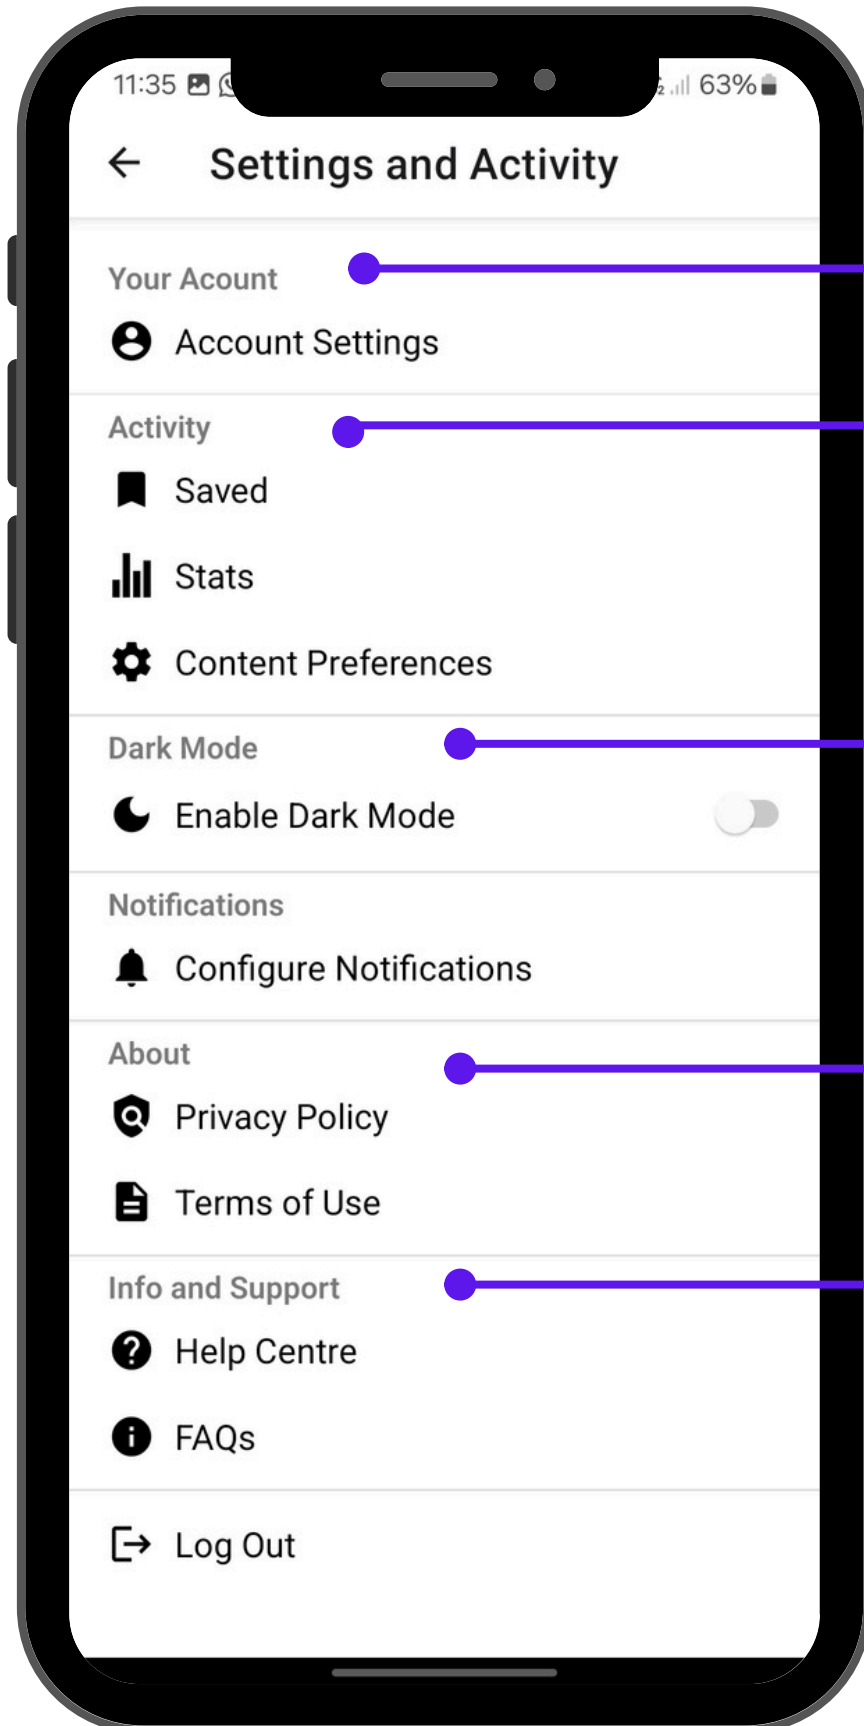 11:35
63%
Settings and Activity
Your Acount
Account Settings
Activity
Saved
Stats
Content Preferences
Dark Mode
Enable Dark Mode
Notifications
Configure Notifications
About
Privacy Policy
Terms of Use
Info and Support
Help Centre
FAQs
Log Out